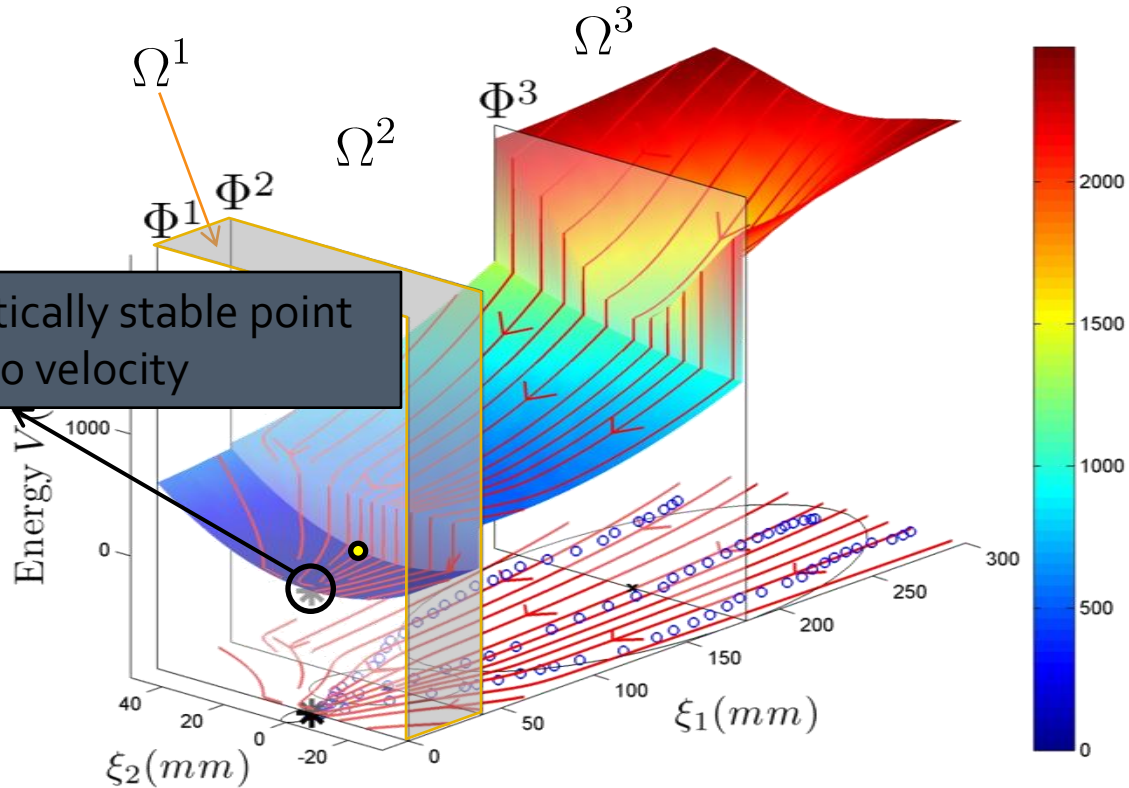 Ω³
Ω¹
Φ³
Ω²
Φ²
Φ¹
tically stable point
o velocity
Energy V
1000
0
40
20
0
-20
ξ₂(mm)
0
50
100
150
200
250
300
ξ₁(mm)
2000
1500
1000
500
0